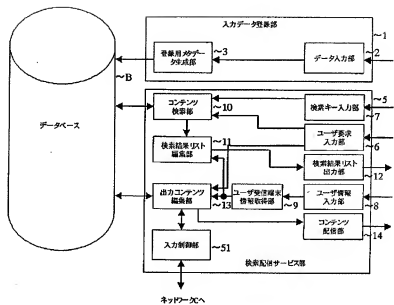 入力データ登録部
~1
登録用メタデータ生成部
~3
データ入力部
~2
~B
データベース
コンテンツ検索部
~10
検索キー入力部
~5
~7
ユーザ要求入力部
~6
検索結果リスト編集部
~11
検索結果リスト出力部
~12
出力コンテンツ編集部
~13
ユーザ受信端末情報取得部
~9
ユーザ情報入力部
~8
コンテンツ配信部
~14
入力制御部
~51
検索配信サービス部
ネットワークCへ